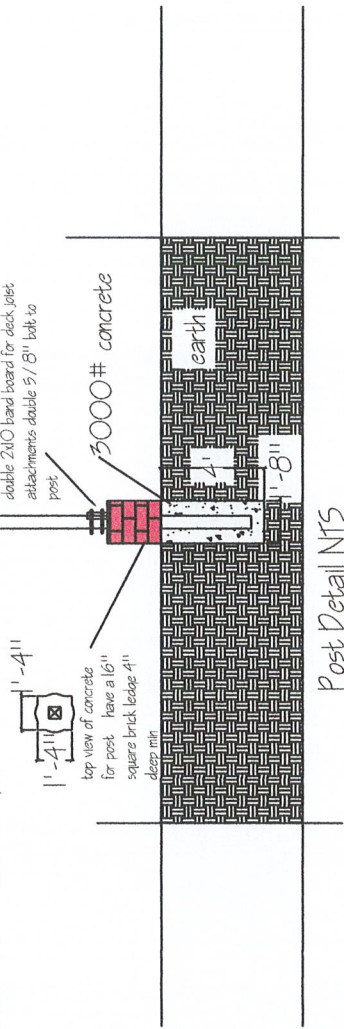 double 2x10 band board for deck joist
attachments double 5/8" bolt to
post
3000# concrete
earth
4'
1'-8"
1'-4"
1'-4"
top view of concrete
for post have a 16"
square brick ledge 4"
deep min
Post Detail NTS